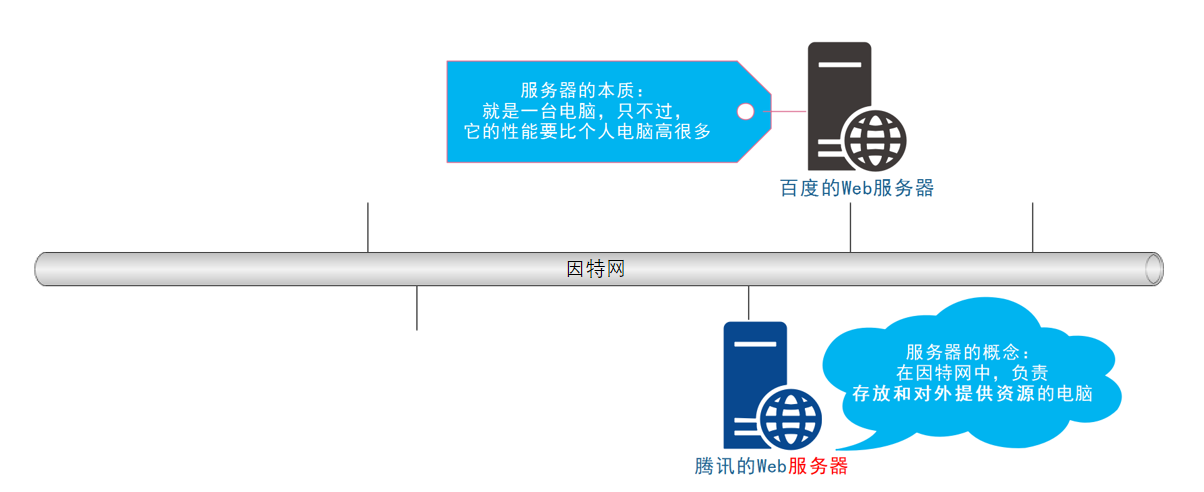 服务器的本质：
就是一台电脑，只不过，
它的性能要比个人电脑高很多
百度的Web服务器
因特网
服务器的概念：
在因特网中，负责
存放和对外提供资源的电脑
腾讯的Web服务器